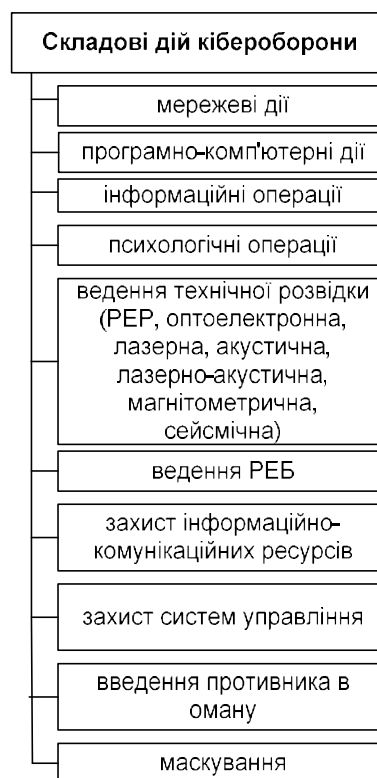 Складові дій кібероборони
мережеві дії
програмно-комп'ютерні дії
інформаційні операції
психологічні операції
ведення технічної розвідки
(РЕР, оптоелектронна,
лазерна, акустична,
лазерно-акустична,
магнітометрична,
сейсмічна)
ведення РЕБ
захист інформаційно-
комунікаційних ресурсів
захист систем управління
введення противника в
оману
маскування